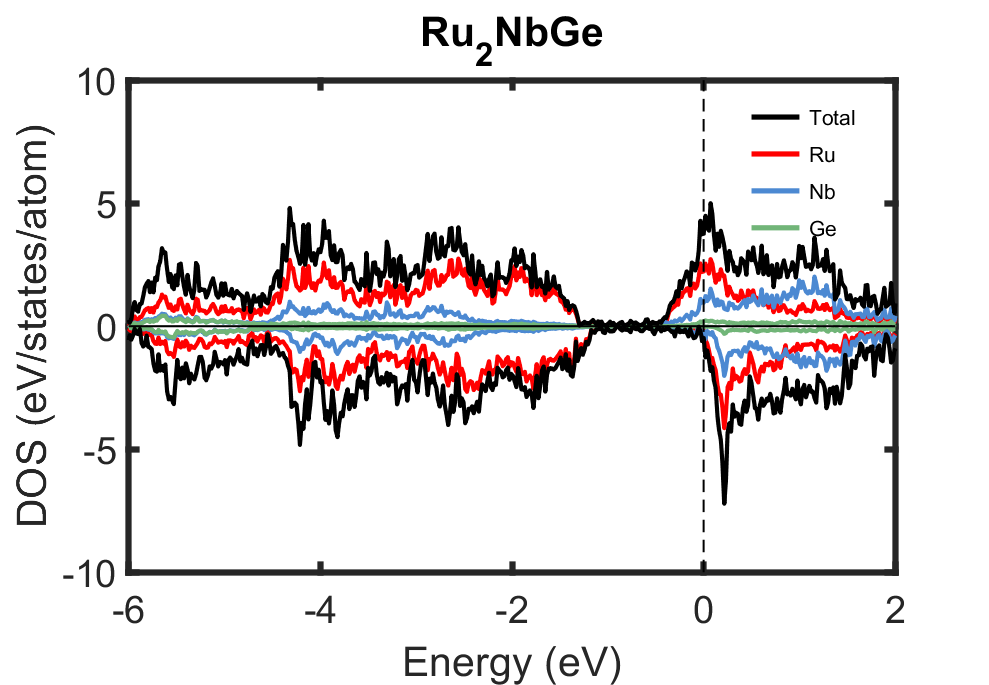 Ru2NbGe
10
5
0
-5
-10
DOS (eV/states/atom)
Total
Ru
Nb
Ge
-6
-4
-2
0
2
Energy (eV)